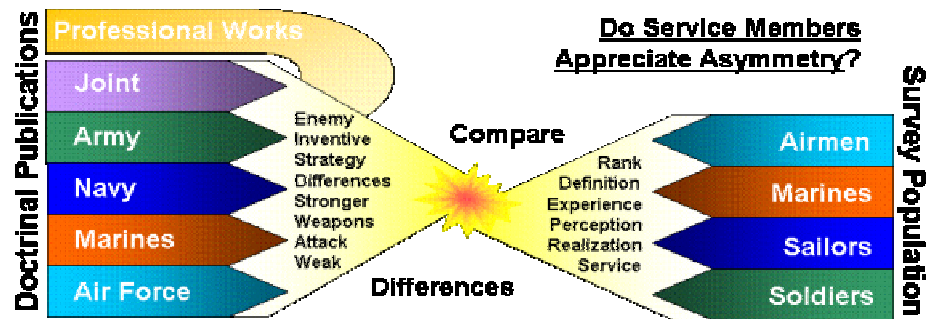 Doctrinal Publications
Professional Works
Joint
Army
Navy
Marines
Air Force
Enemy
Inventive
Strategy
Differences
Stronger
Weapons
Attack
Weak
Do Service Members
Appreciate Asymmetry?
Compare
Differences
Rank
Definition
Experience
Perception
Realization
Service
Airmen
Marines
Sailors
Soldiers
Survey Population